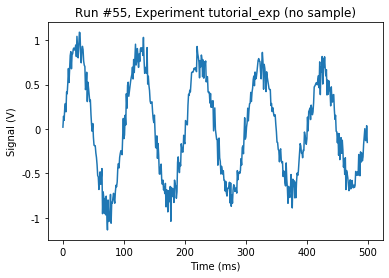 Run #55, Experiment tutorial_exp (no sample)
1
0.5
0
-0.5
-1
Signal (V)
0 100 200 300 400 500
Time (ms)